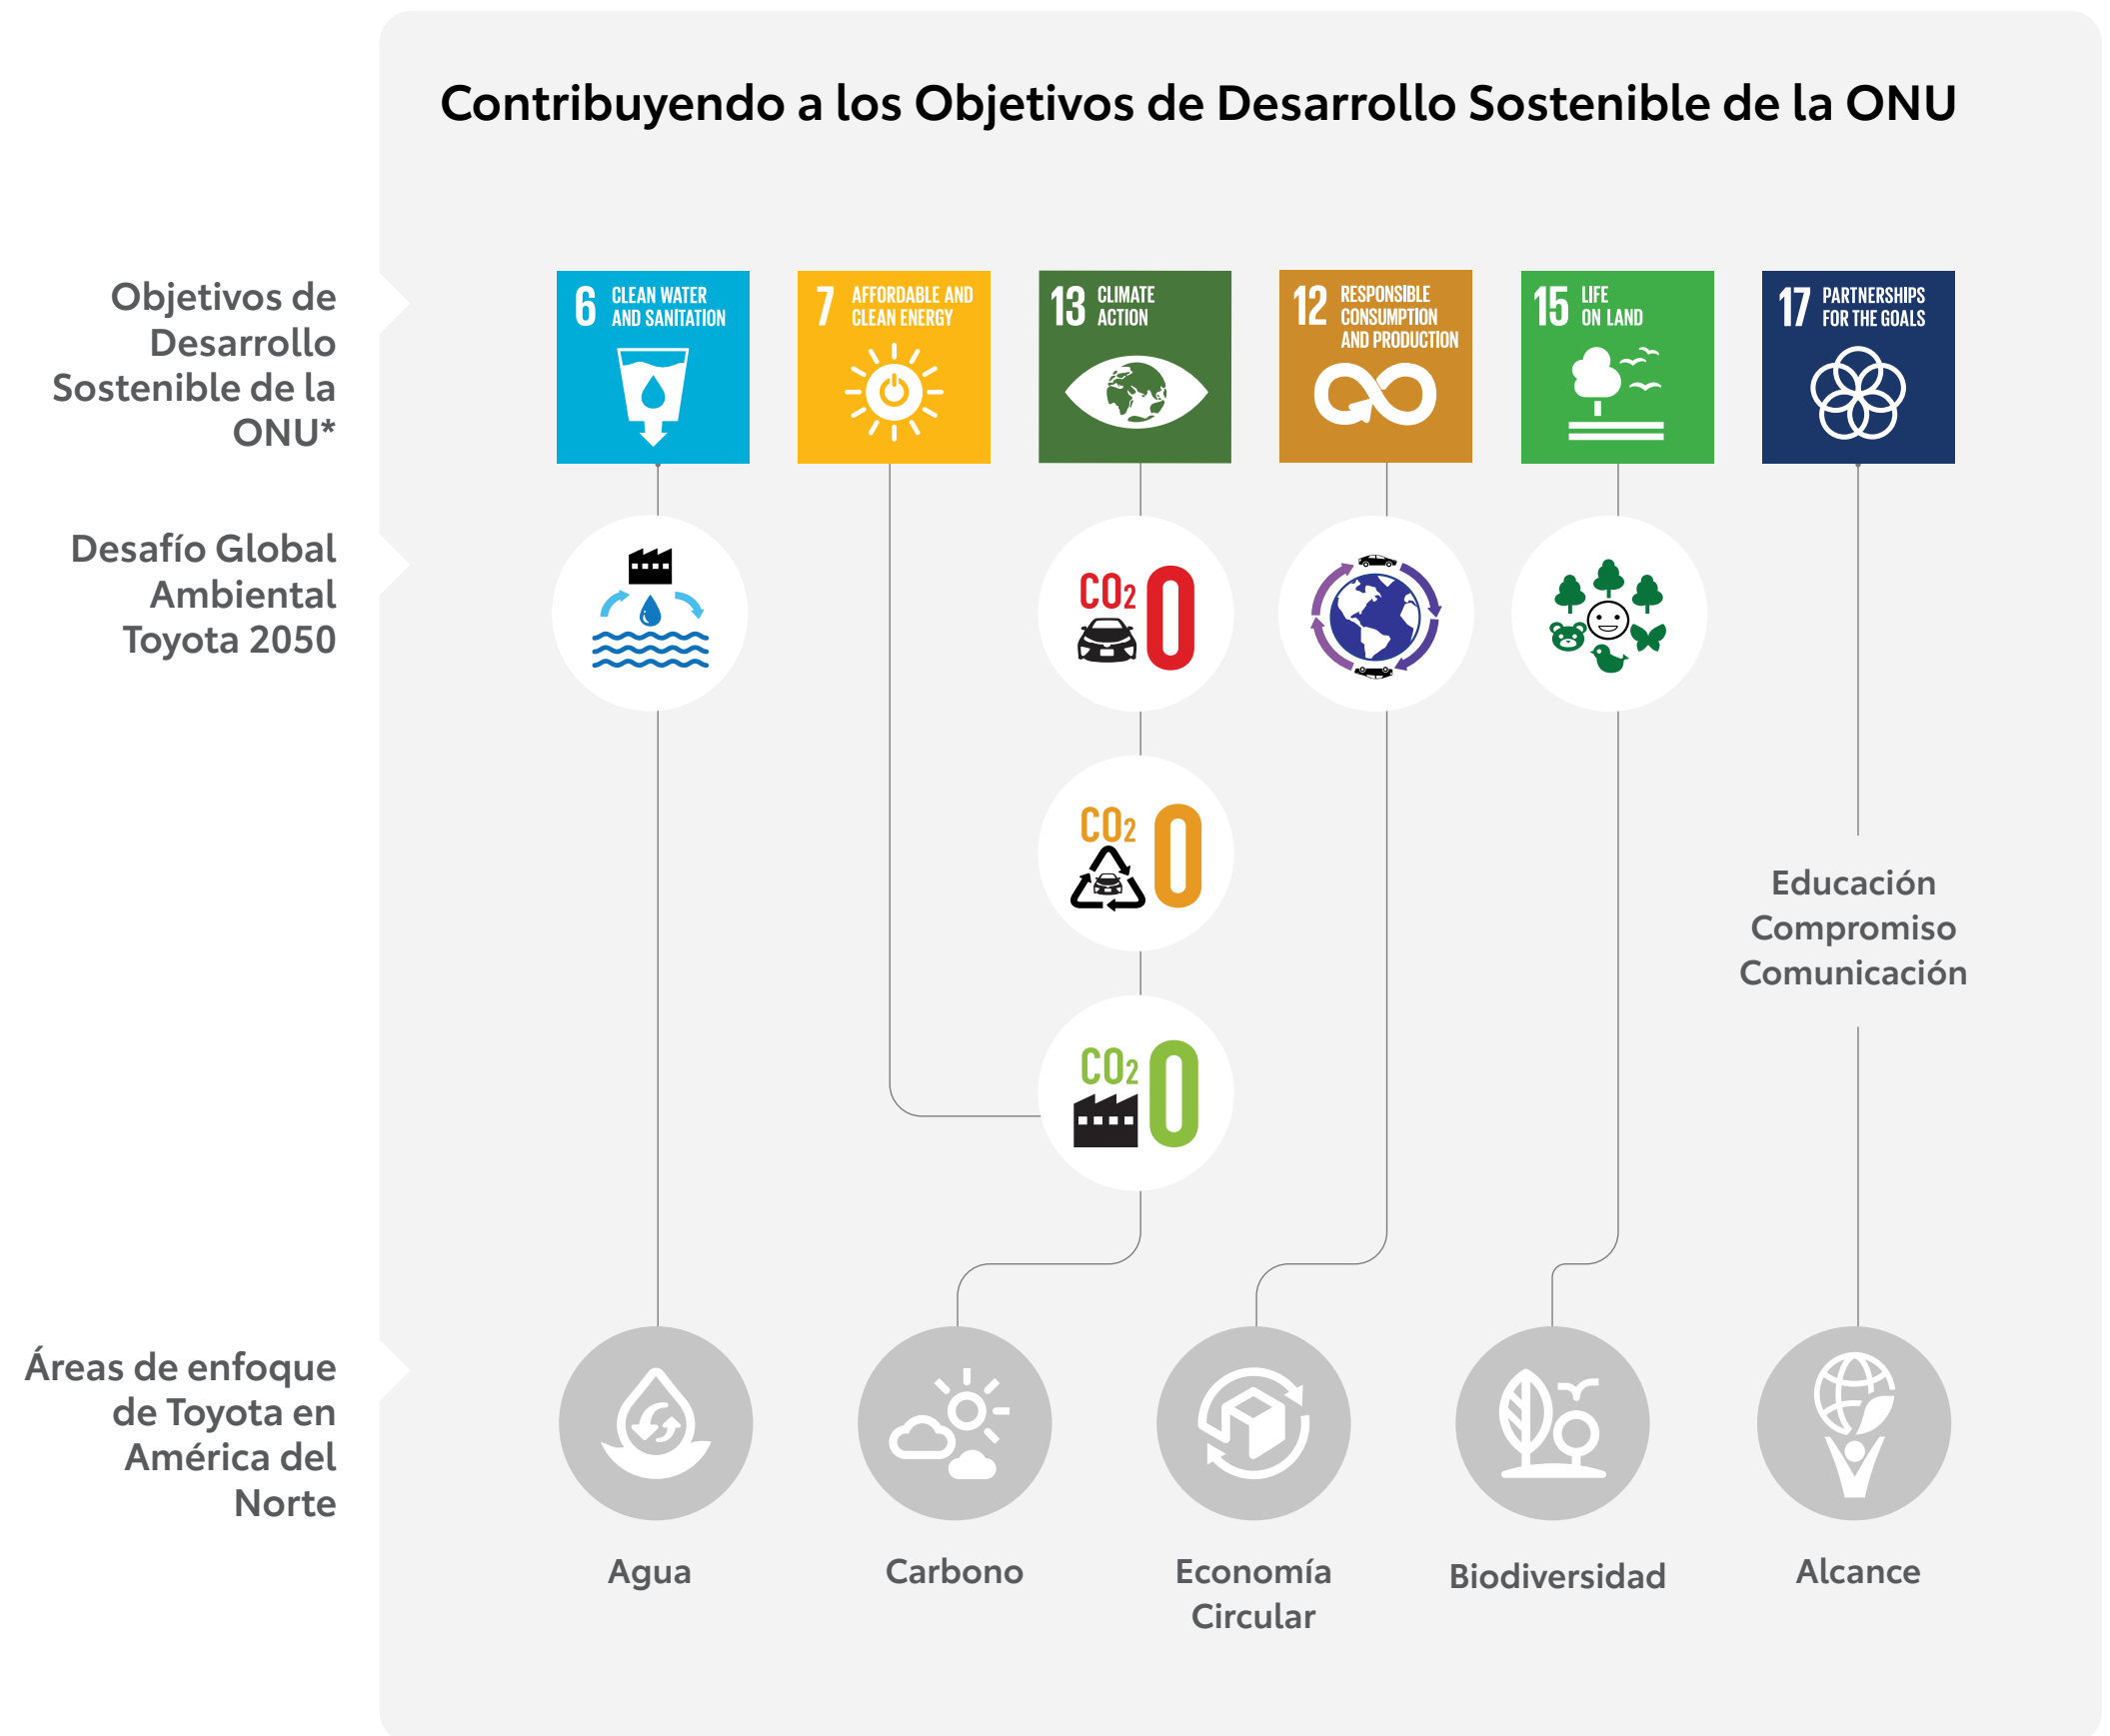 Contribuyendo a los Objetivos de Desarrollo Sostenible de la ONU
Objetivos de
Desarrollo
Sostenible de la
ONU*
6 CLEAN WATER
AND SANITATION
7 AFFORDABLE AND
CLEAN ENERGY
13 CLIMATE
ACTION
12 RESPONSIBLE
CONSUMPTION
AND PRODUCTION
15 LIFE
ON LAND
17 PARTNERSHIPS
FOR THE GOALS
Desafío Global
Ambiental
Toyota 2050
CO2 0
CO2 0
CO2 0
Educación
Compromiso
Comunicación
Áreas de enfoque
de Toyota en
América del
Norte
Agua
Carbono
Economía
Circular
Biodiversidad
Alcance